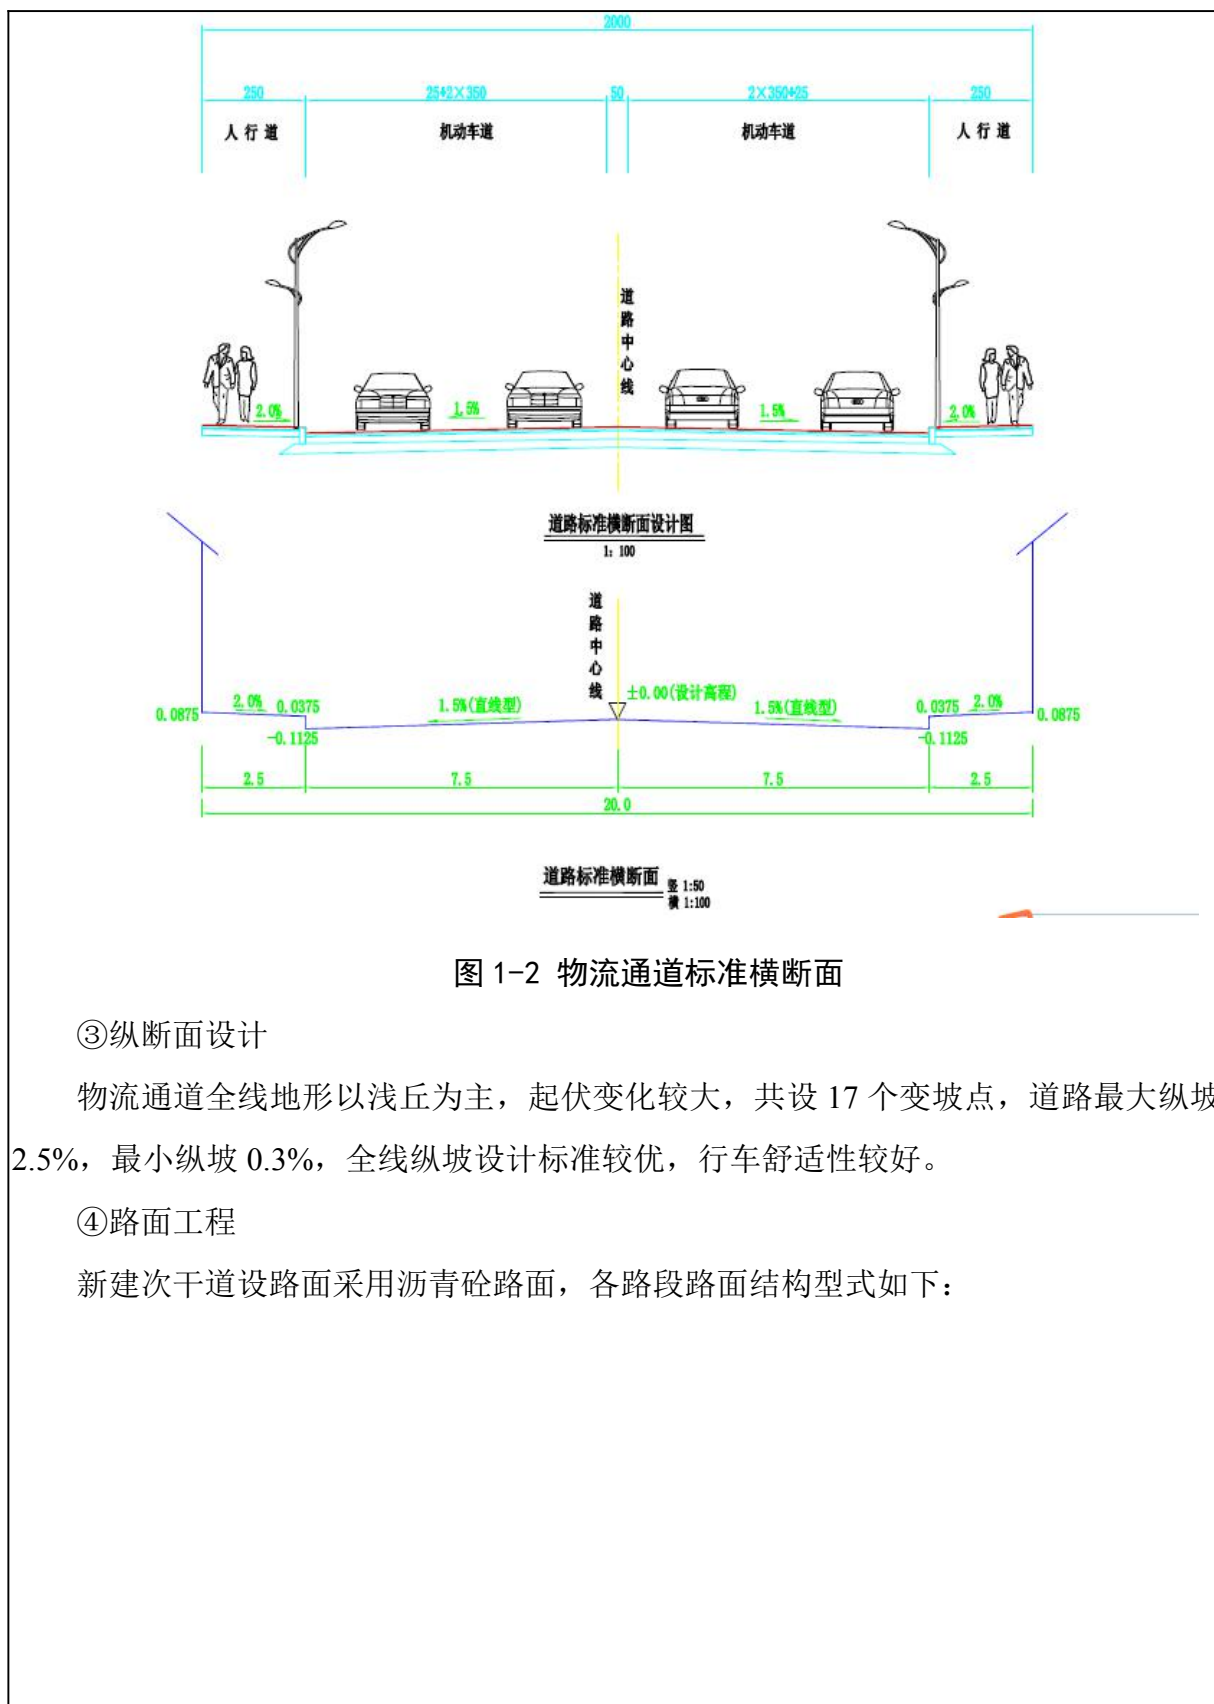 2000
250 25+2×350 50 2×350+25 250
人行道 机动车道 机动车道 人行道
道路中心线
2.0% 1.5% 1.5% 2.0%
道路标准横断面设计图
1: 100
道路中心线
±0.00(设计高程)
0.0875 2.0% 0.0375 1.5%(直线型) 1.5%(直线型) 0.0375 2.0% 0.0875
-0.1125 -0.1125
2.5 7.5 7.5 2.5
20.0
道路标准横断面 竖 1:50
横 1:100
图 1-2 物流通道标准横断面
③纵断面设计
物流通道全线地形以浅丘为主，起伏变化较大，共设 17 个变坡点，道路最大纵坡
2.5%，最小纵坡 0.3%，全线纵坡设计标准较优，行车舒适性较好。
④路面工程
新建次干道设路面采用沥青砼路面，各路段路面结构型式如下：